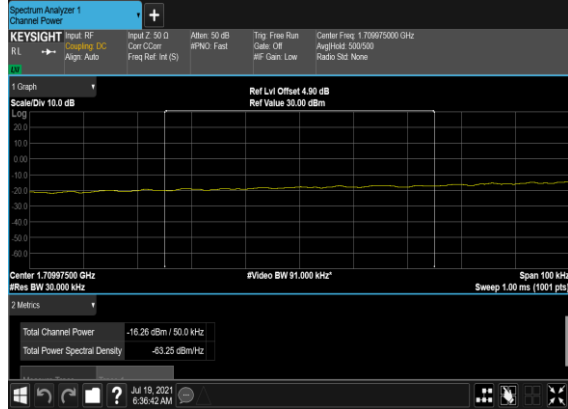 Spectrum Analyzer 1
Channel Power
+
KEYSIGHT
RL
Input: RF
Coupling: DC
Align: Auto
Input Z: 50 Ω
Corr CCorr
Freq Ref: Int (S)
Atten: 50 dB
#PNO: Fast
Trig: Free Run
Gate: Off
#IF Gain: Low
Center Freq: 1.709975000 GHz
Avg|Hold: 500/500
Radio Std: None
1 Graph
Scale/Div 10.0 dB
Ref Lvl Offset 4.90 dB
Ref Value 30.00 dBm
Log
20.0
10.0
0.00
-10.0
-20.0
-30.0
-40.0
-50.0
-60.0
Center 1.70997500 GHz
#Res BW 30.000 kHz
#Video BW 91.000 kHz*
Span 100 kHz
Sweep 1.00 ms (1001 pts)
2 Metrics
Total Channel Power -16.26 dBm / 50.0 kHz
Total Power Spectral Density -63.25 dBm/Hz
?
Jul 19, 2021
6:36:42 AM